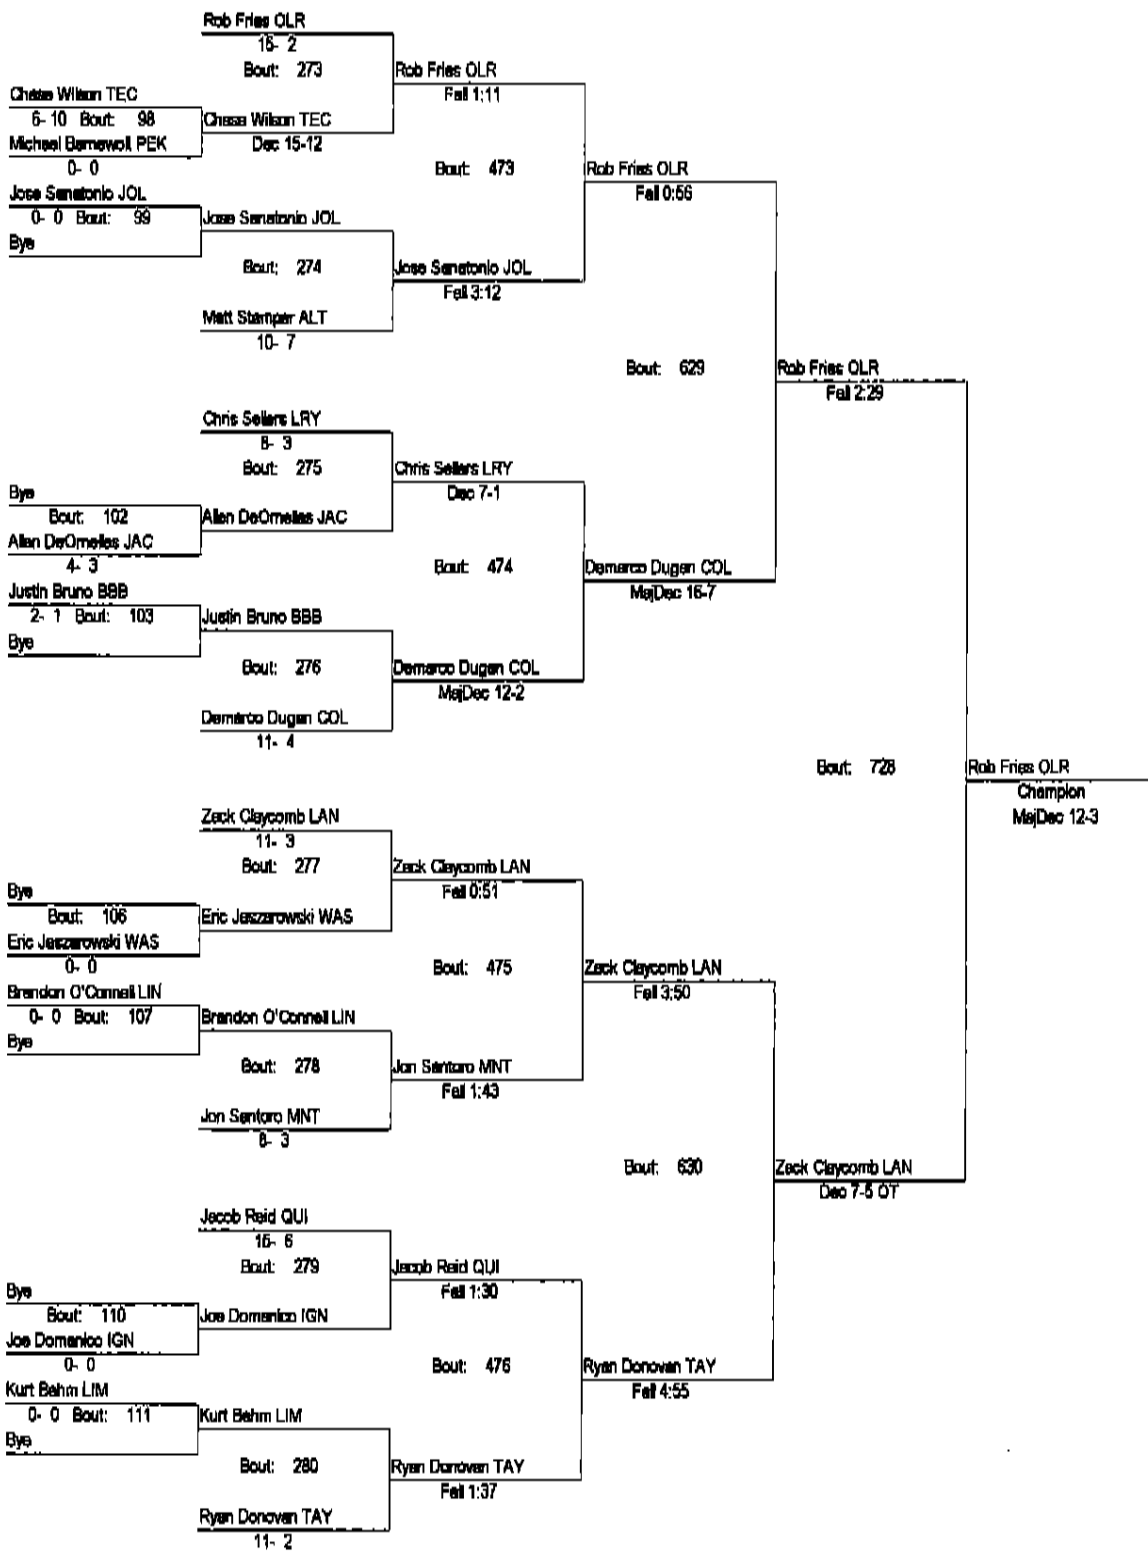 Rob Fries OLR
15- 2
Bout: 273
Rob Fries OLR
Fall 1:11
Chase Wilson TEC
6- 10 Bout: 98
Chase Wilson TEC
Dec 15-12
Michael Barnewolt PEK
0- 0
Bout: 473
Rob Fries OLR
Fall 0:56
Jose Sanatonio JOL
0- 0 Bout: 99
Jose Sanatonio JOL
Bye
Bout: 274
Jose Sanatonio JOL
Fall 3:12
Matt Stamper ALT
10- 7
Bout: 629
Rob Fries OLR
Fall 2:29
Chris Sellars LRY
8- 3
Bout: 275
Chris Sellars LRY
Dec 7-1
Bye
Bout: 102
Allen DeOrnellas JAC
Allen DeOrnellas JAC
4- 3
Bout: 474
Demarco Dugan COL
MajDec 16-7
Justin Bruno BBB
2- 1 Bout: 103
Justin Bruno BBB
Bye
Bout: 276
Demarco Dugan COL
MajDec 12-2
Demarco Dugan COL
11- 4
Bout: 728
Rob Fries OLR
Champion
MajDec 12-3
Zack Claycomb LAN
11- 3
Bout: 277
Zack Claycomb LAN
Fall 0:51
Bye
Bout: 106
Eric Jaszarowski WAS
Eric Jaszarowski WAS
0- 0
Bout: 475
Zack Claycomb LAN
Fall 3:50
Brandon O'Connell LIN
0- 0 Bout: 107
Brandon O'Connell LIN
Bye
Bout: 278
Jon Santoro MNT
Fall 1:43
Jon Santoro MNT
8- 3
Bout: 630
Zack Claycomb LAN
Dec 7-5 OT
Jacob Reid QUI
15- 6
Bout: 279
Jacob Reid QUI
Fall 1:30
Bye
Bout: 110
Joe Domenico IGN
Joe Domenico IGN
0- 0
Bout: 476
Ryan Donovan TAY
Fall 4:55
Kurt Behm LIM
0- 0 Bout: 111
Kurt Behm LIM
Bye
Bout: 280
Ryan Donovan TAY
Fall 1:37
Ryan Donovan TAY
11- 2